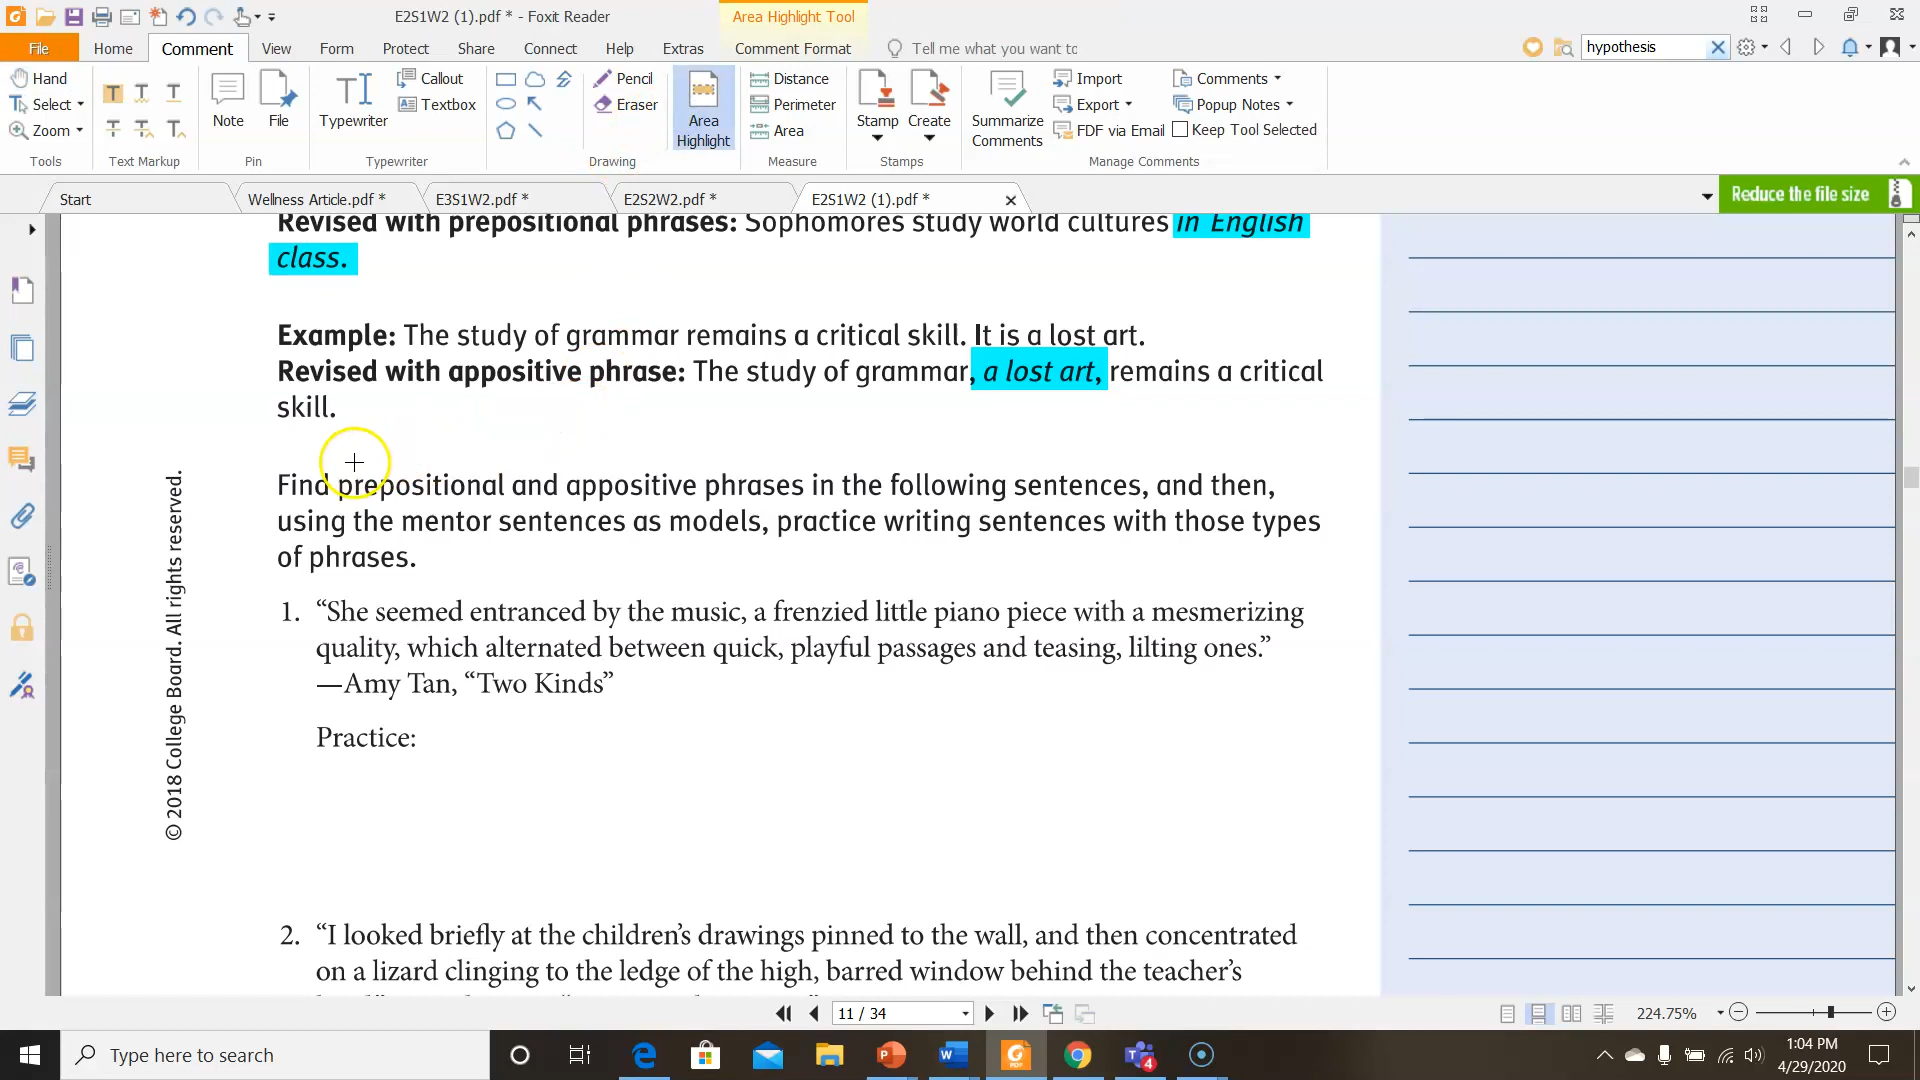 E2S1W2 (1).pdf * - Foxit Reader
Area Highlight Tool
File
Home
Comment
View
Form
Protect
Share
Connect
Help
Extras
Comment Format
Tell me what you want to
hypothesis
Hand
Select
Zoom
Tools
Text Markup
Note
File
Pin
Typewriter
Callout
Textbox
Typewriter
Pencil
Eraser
Area
Highlight
Drawing
Distance
Perimeter
Area
Measure
Stamp
Create
Stamps
Summarize
Comments
Import
Export
FDF via Email
Comments
Popup Notes
Keep Tool Selected
Manage Comments
Start
Wellness Article.pdf *
E3S1W2.pdf *
E2S2W2.pdf *
E2S1W2 (1).pdf *
Reduce the file size
Revised with prepositional phrases: Sophomores study world cultures in English
class.
Example: The study of grammar remains a critical skill. It is a lost art.
Revised with appositive phrase: The study of grammar, a lost art, remains a critical
skill.
Find prepositional and appositive phrases in the following sentences, and then,
using the mentor sentences as models, practice writing sentences with those types
of phrases.
1. “She seemed entranced by the music, a frenzied little piano piece with a mesmerizing
quality, which alternated between quick, playful passages and teasing, lilting ones.”
—Amy Tan, “Two Kinds”
Practice:
2. “I looked briefly at the children’s drawings pinned to the wall, and then concentrated
on a lizard clinging to the ledge of the high, barred window behind the teacher’s
© 2018 College Board. All rights reserved.
11 / 34
224.75%
Type here to search
4
1:04 PM
4/29/2020